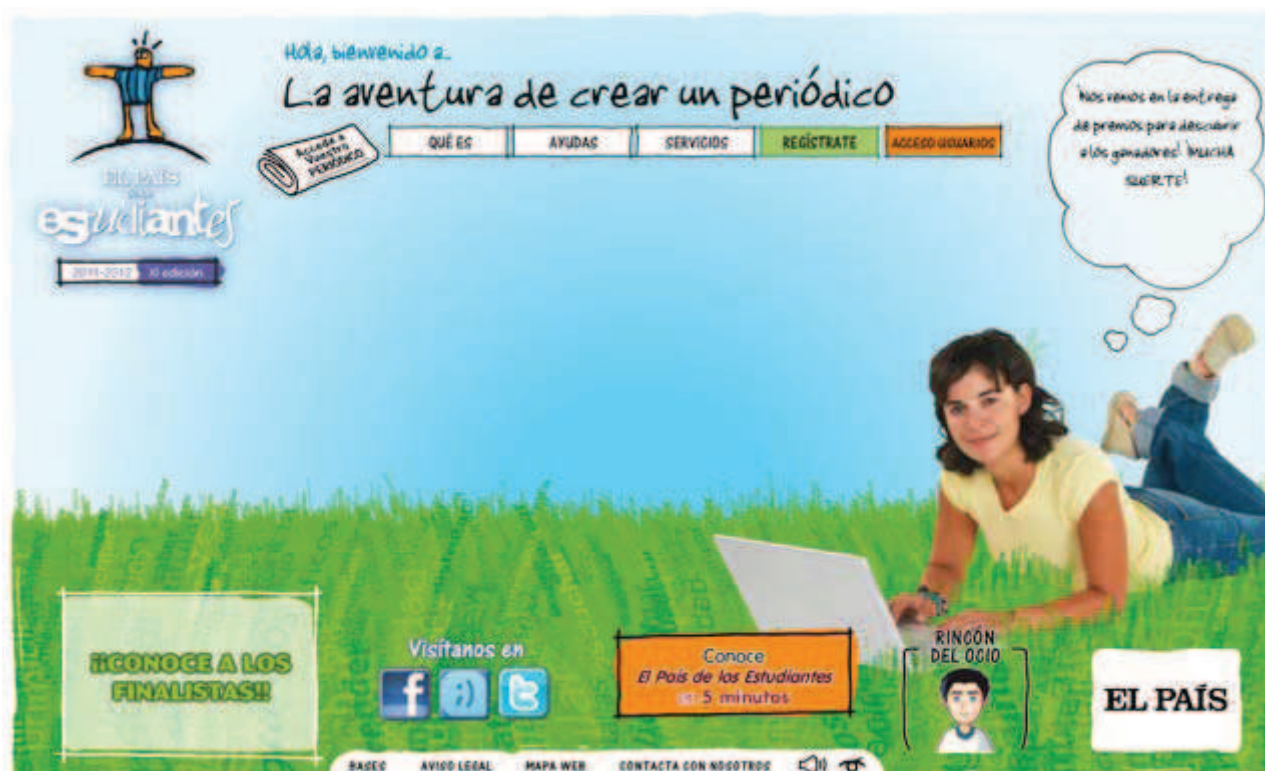 Hola, bienvenido a...
La aventura de crear un periódico
Accede a
vuestro
PERIÓDICO
QUÉ ES
AYUDAS
SERVICIOS
REGÍSTRATE
ACCESO USUARIOS
Nos vemos en la entrega
de premios para descubrir
a los ganadores! MUCHA
SUERTE!
EL PAÍS
estudiantes
2011-2012 XI edición
¡¡CONOCE A LOS
FINALISTAS!!
Visítanos en
f ;) t
Conoce
El País de los Estudiantes
en 5 minutos
RINCÓN
DEL OCIO
EL PAÍS
BASES
AVISO LEGAL
MAPA WEB
CONTACTA CON NOSOTROS